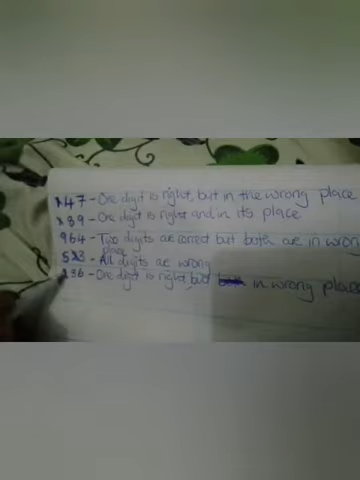 147 - One digit is right, but in the wrong place
189 - One digit is right and in its place
964 - Two digits are correct but both are in wrong
place
523 - All digits are wrong
286 - One digit is right, but in wrong place